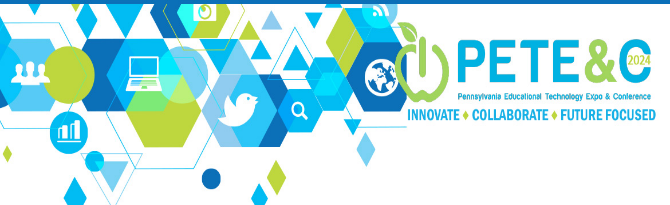 PETE&C 2024
Pennsylvania Educational Technology Expo & Conference
INNOVATE ♦ COLLABORATE ♦ FUTURE FOCUSED